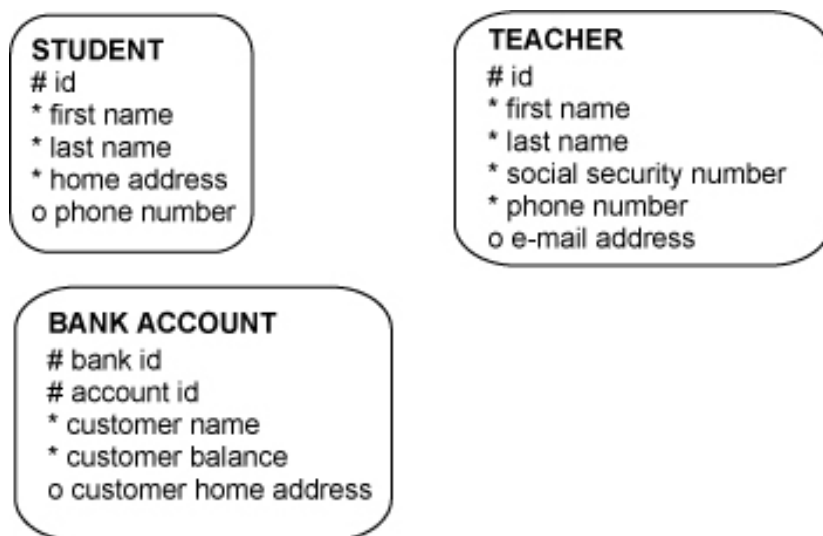 STUDENT
# id
* first name
* last name
* home address
o phone number
TEACHER
# id
* first name
* last name
* social security number
* phone number
o e-mail address
BANK ACCOUNT
# bank id
# account id
* customer name
* customer balance
o customer home address